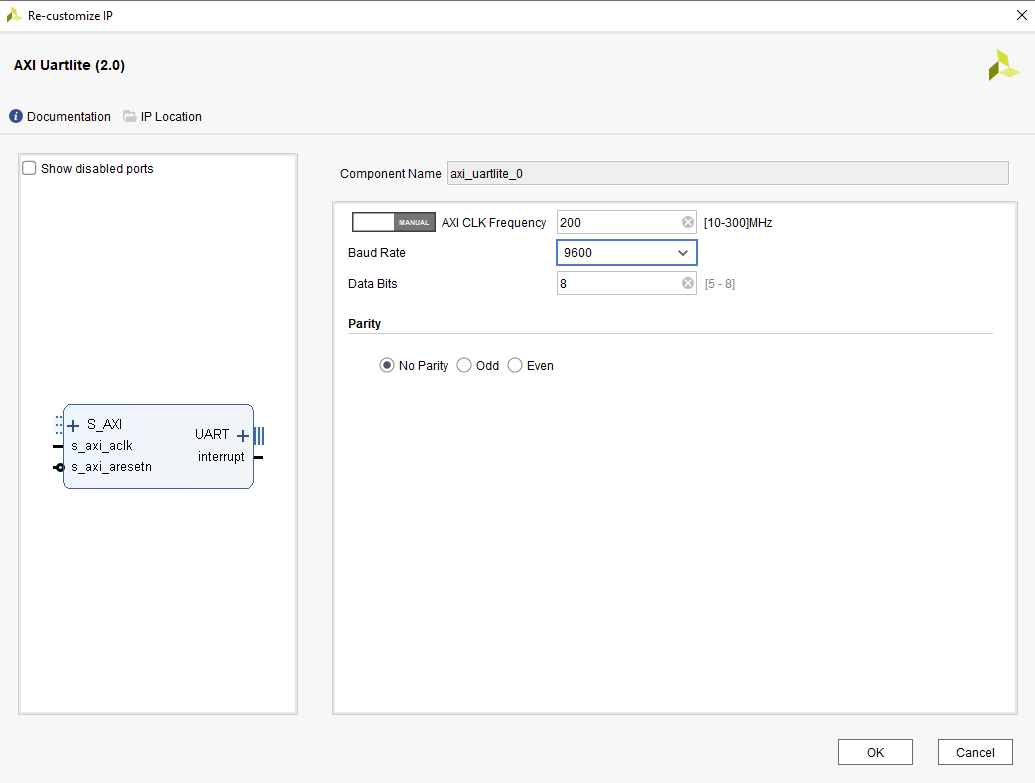 Re-customize IP
AXI Uartlite (2.0)
i Documentation IP Location
Show disabled ports
S_AXI
s_axi_aclk
s_axi_aresetn
UART
interrupt
Component Name axi_uartlite_0
MANUAL AXI CLK Frequency 200 [10-300]MHz
Baud Rate 9600
Data Bits 8 [5 - 8]
Parity
No Parity Odd Even
OK Cancel